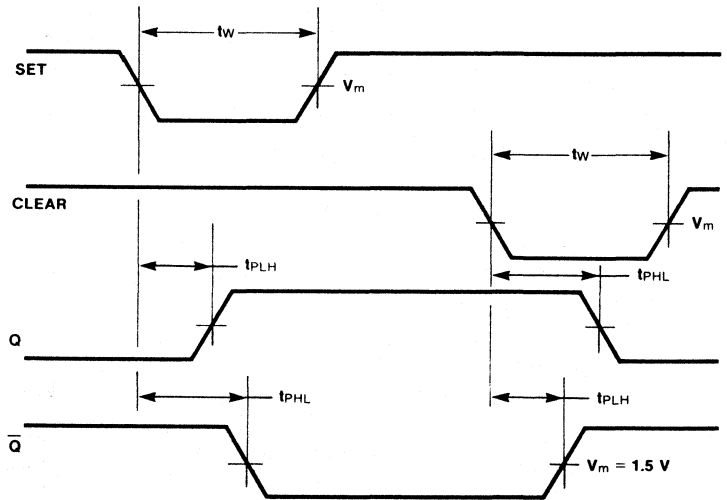 tW
SET
Vm
tW
CLEAR
Vm
tPLH
tPHL
Q
tPHL
tPLH
Q̅
Vm = 1.5 V